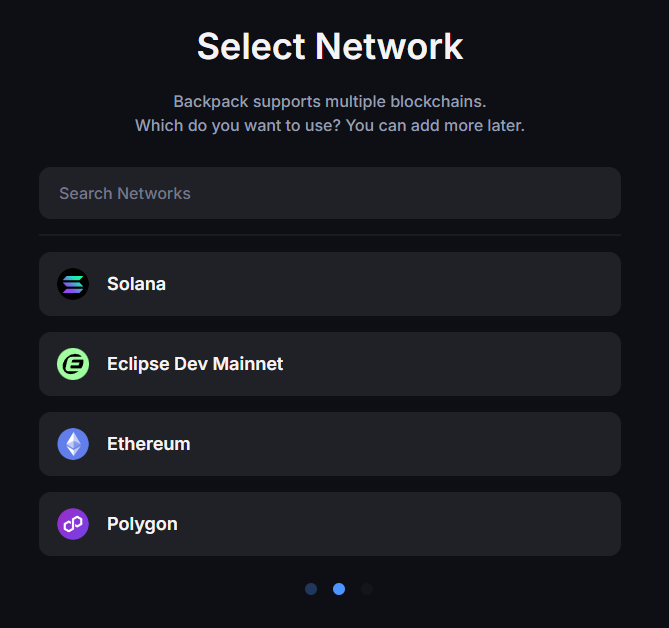 Select Network
Backpack supports multiple blockchains.
Which do you want to use? You can add more later.
Search Networks
Solana
Eclipse Dev Mainnet
Ethereum
Polygon